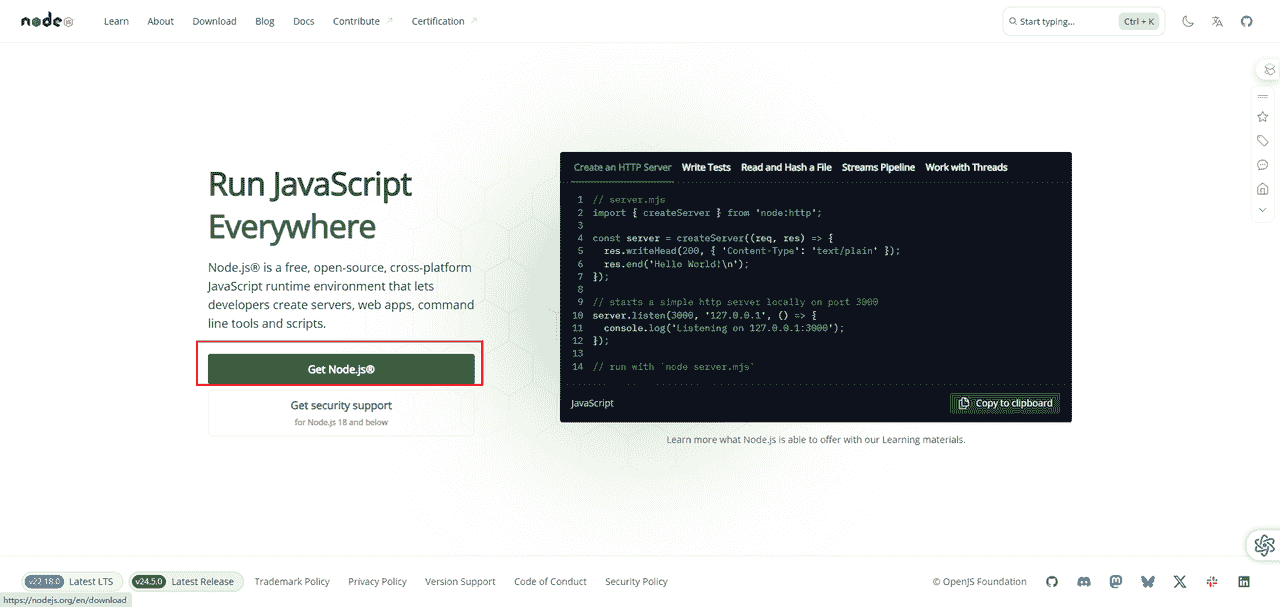 node JS
Learn About Download Blog Docs Contribute Certification
Start typing... Ctrl + K
Run JavaScript
Everywhere
Node.js® is a free, open-source, cross-platform
JavaScript runtime environment that lets
developers create servers, web apps, command
line tools and scripts.
Get Node.js®
Get security support
for Node.js 18 and below
Create an HTTP Server Write Tests Read and Hash a File Streams Pipeline Work with Threads
1 // server.mjs
2 import { createServer } from 'node:http';
3
4 const server = createServer((req, res) => {
5 res.writeHead(200, { 'Content-Type': 'text/plain' });
6 res.end('Hello World!\n');
7 });
8
9 // starts a simple http server locally on port 3000
10 server.listen(3000, '127.0.0.1', () => {
11 console.log('Listening on 127.0.0.1:3000');
12 });
13
14 // run with `node server.mjs`
JavaScript Copy to clipboard
Learn more what Node.js is able to offer with our Learning materials.
v22.18.0 Latest LTS v24.5.0 Latest Release Trademark Policy Privacy Policy Version Support Code of Conduct Security Policy © OpenJS Foundation
https://nodejs.org/en/download